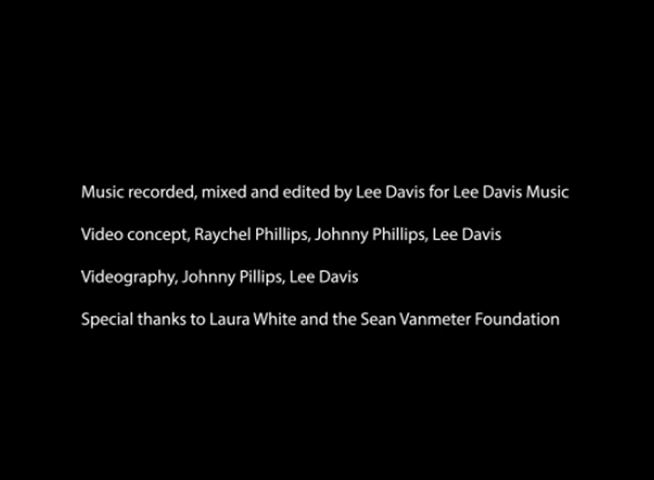 Music recorded, mixed and edited by Lee Davis for Lee Davis Music
Video concept, Raychel Phillips, Johnny Phillips, Lee Davis
Videography, Johnny Pillips, Lee Davis
Special thanks to Laura White and the Sean Vanmeter Foundation